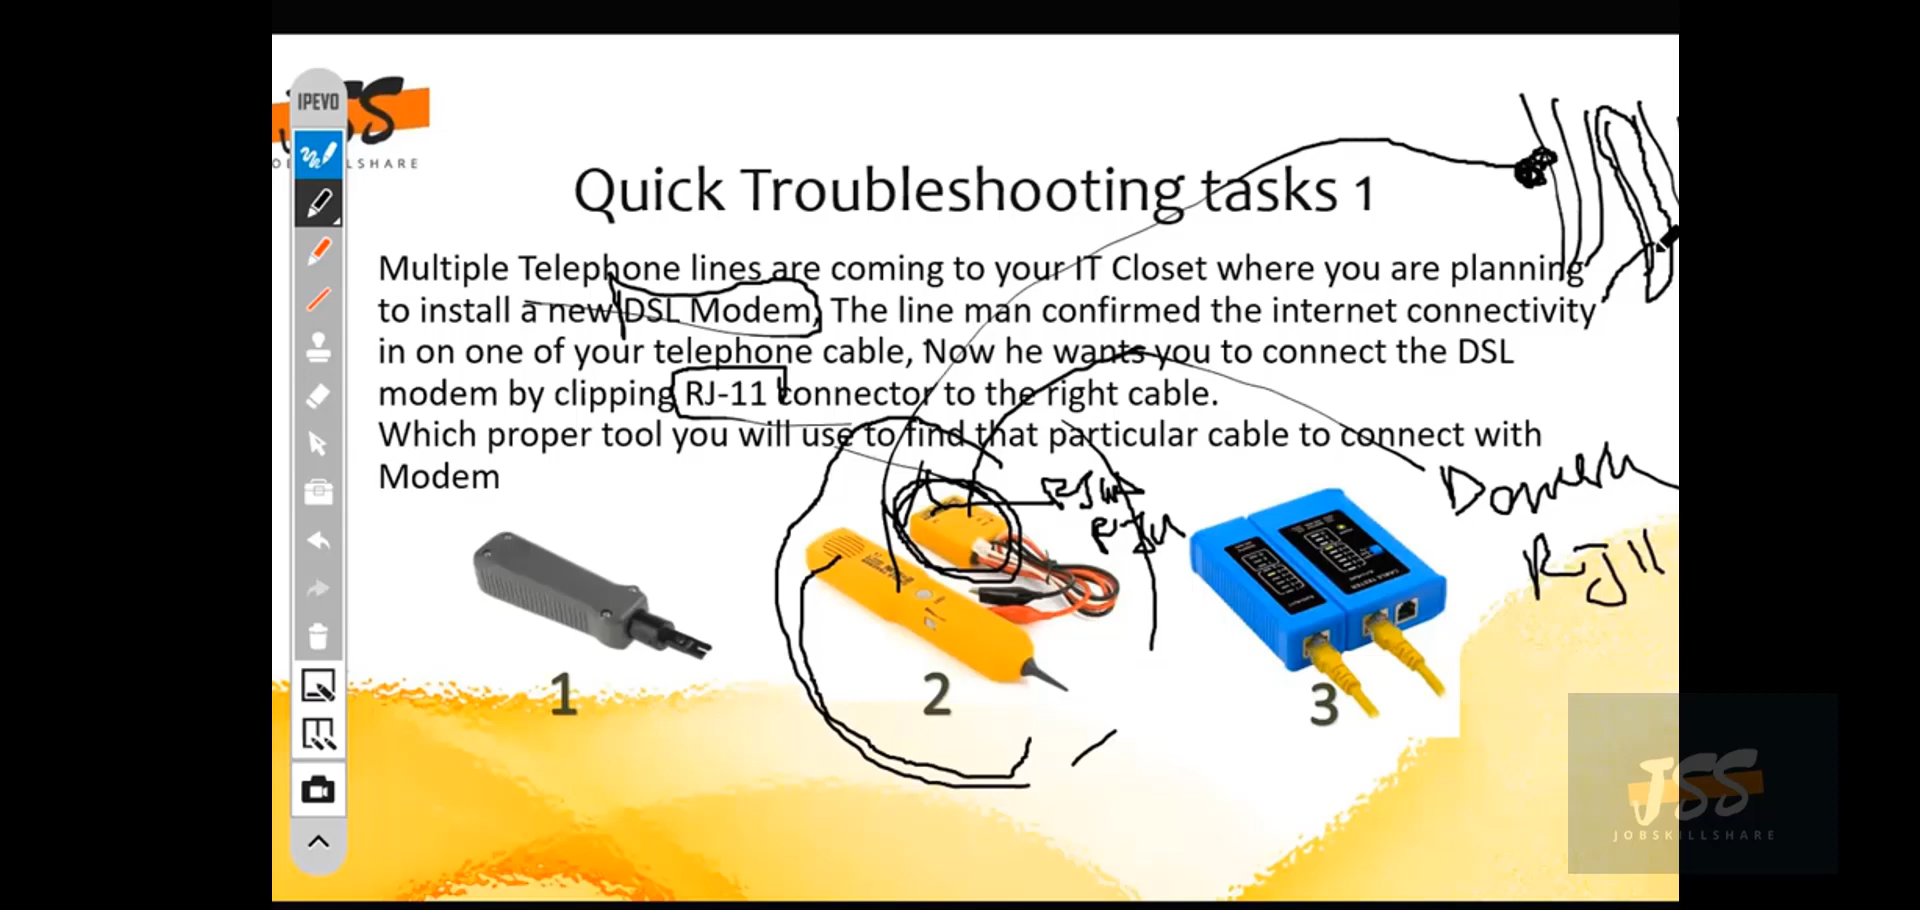 IPEVO
JSS
LSHARE
Quick Troubleshooting tasks 1
Multiple Telephone lines are coming to your IT Closet where you are planning
to install a new DSL Modem, The line man confirmed the internet connectivity
in on one of your telephone cable, Now he wants you to connect the DSL
modem by clipping RJ-11 connector to the right cable.
Which proper tool you will use to find that particular cable to connect with
Modem
RJ11
CABLE TESTER
1
2
3
JSS
JOBSKILLSHARE